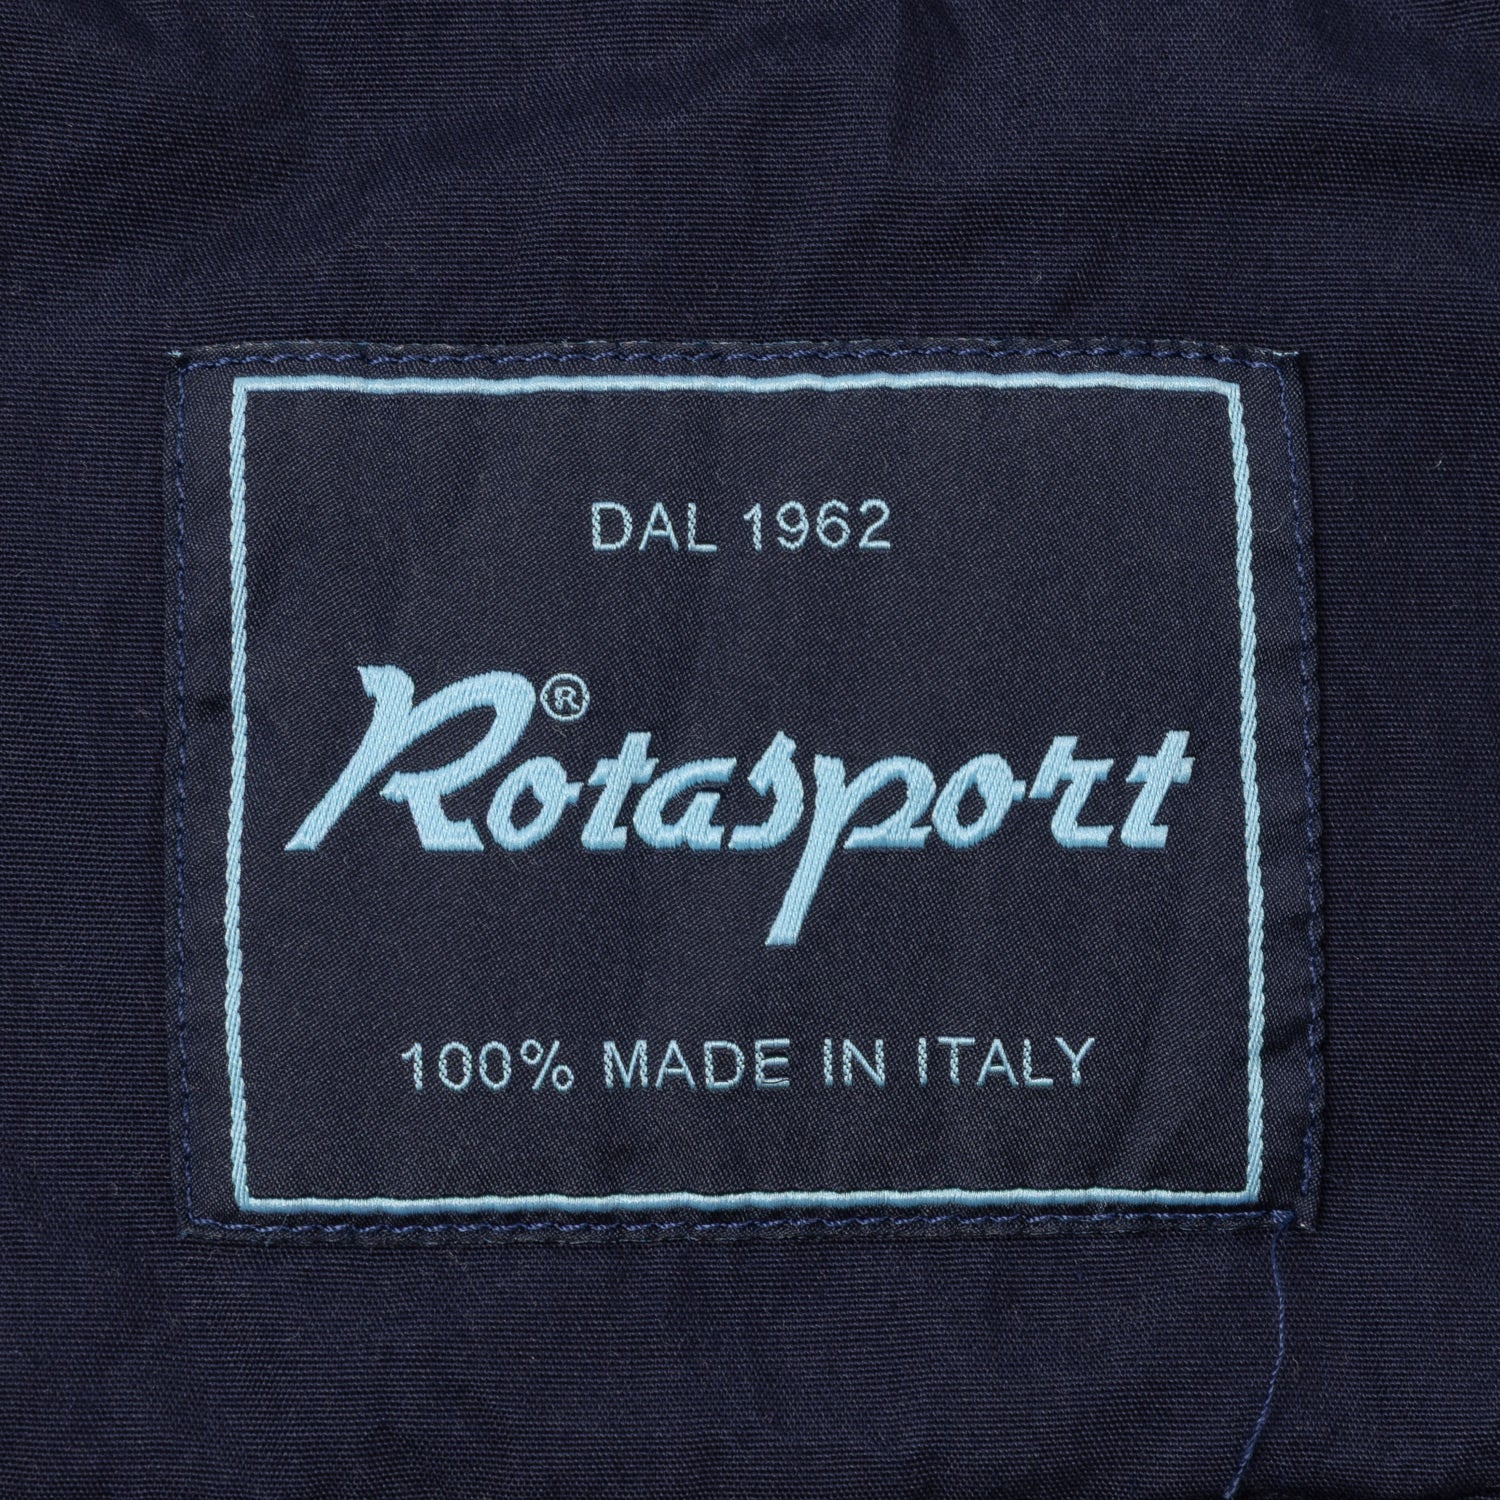 DAL 1962
Rotasport®
100% MADE IN ITALY